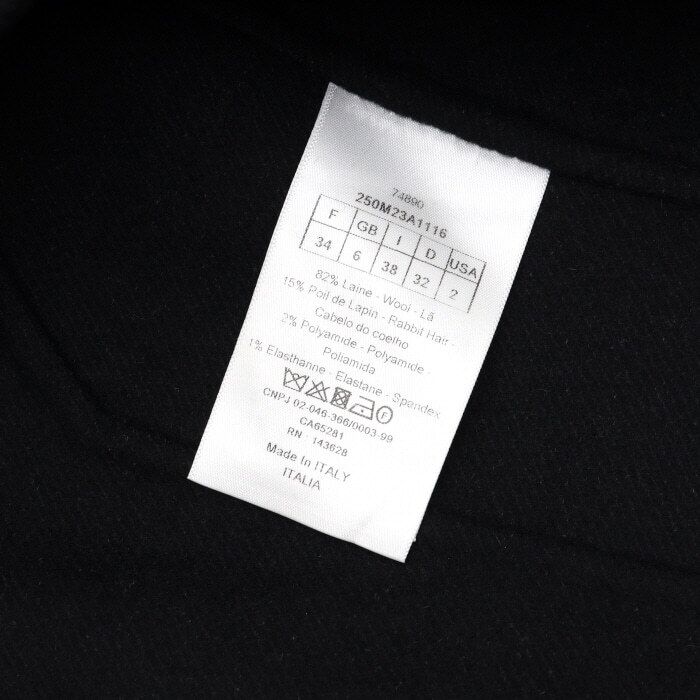 74890
250M23A1116
F GB I D USA
34 6 38 32 2
82% Laine - Wool - Lã
15% Poil de Lapin - Rabbit Hair -
Cabelo do coelho
2% Polyamide - Polyamide -
Poliamida
1% Elasthanne - Elastane - Spandex
F
CNPJ 02-046-366/0003-99
CA65281
RN - 143628
Made In ITALY
ITALIA